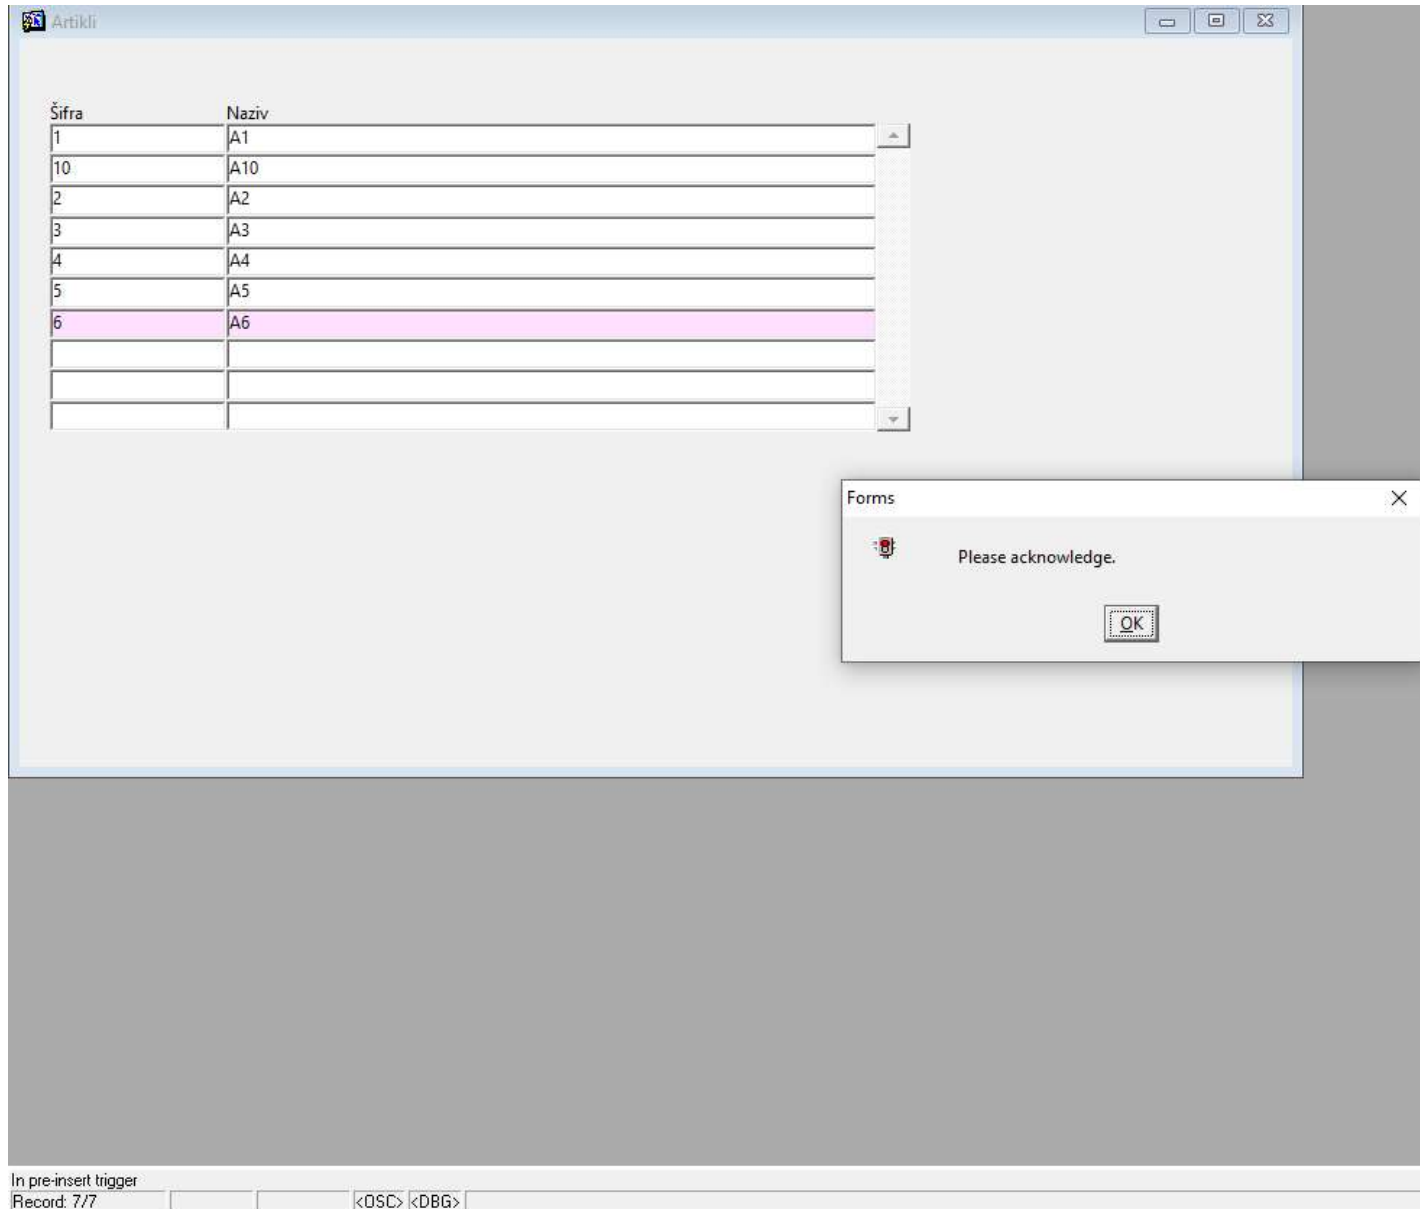 Artikli
Šifra Naziv
1 A1
10 A10
2 A2
3 A3
4 A4
5 A5
6 A6
Forms
Please acknowledge.
OK
In pre-insert trigger
Record: 7/7 <OSC> <DBG>